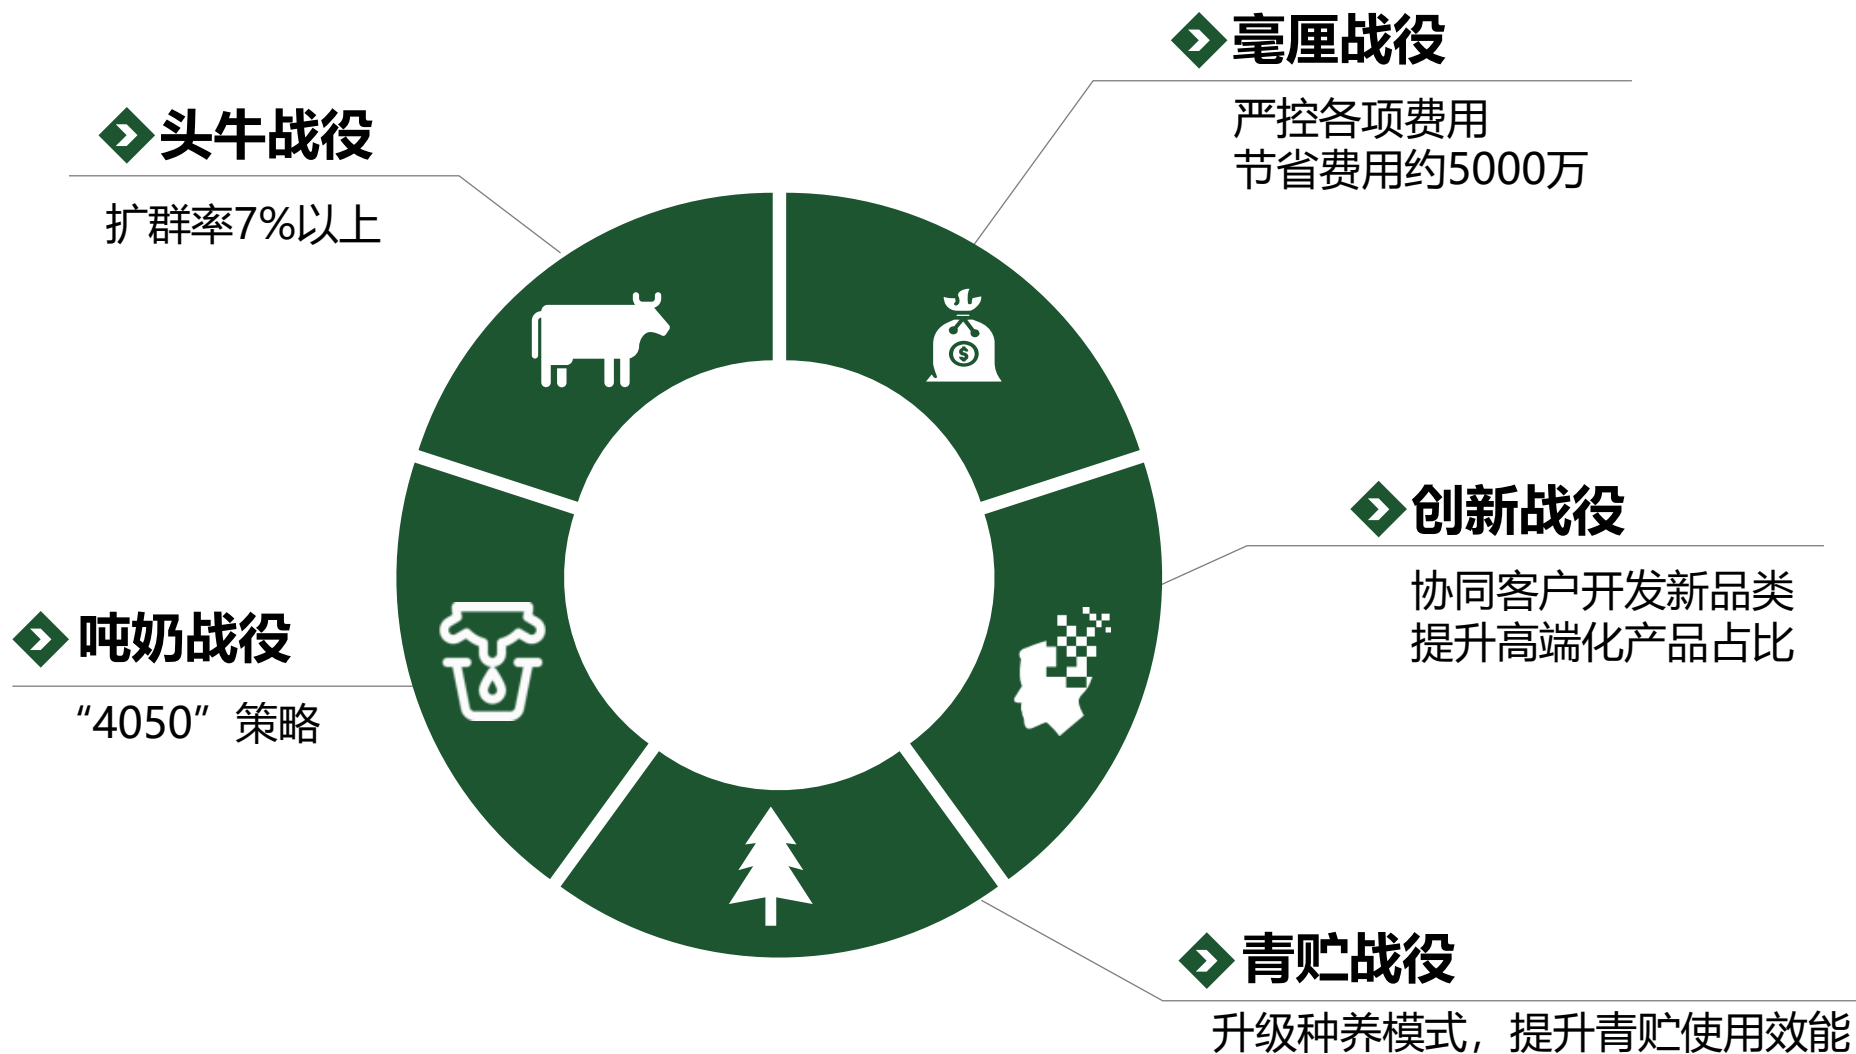 毫厘战役
严控各项费用
节省费用约5000万
头牛战役
扩群率7%以上
创新战役
协同客户开发新品类
提升高端化产品占比
吨奶战役
“4050”策略
青贮战役
升级种养模式，提升青贮使用效能